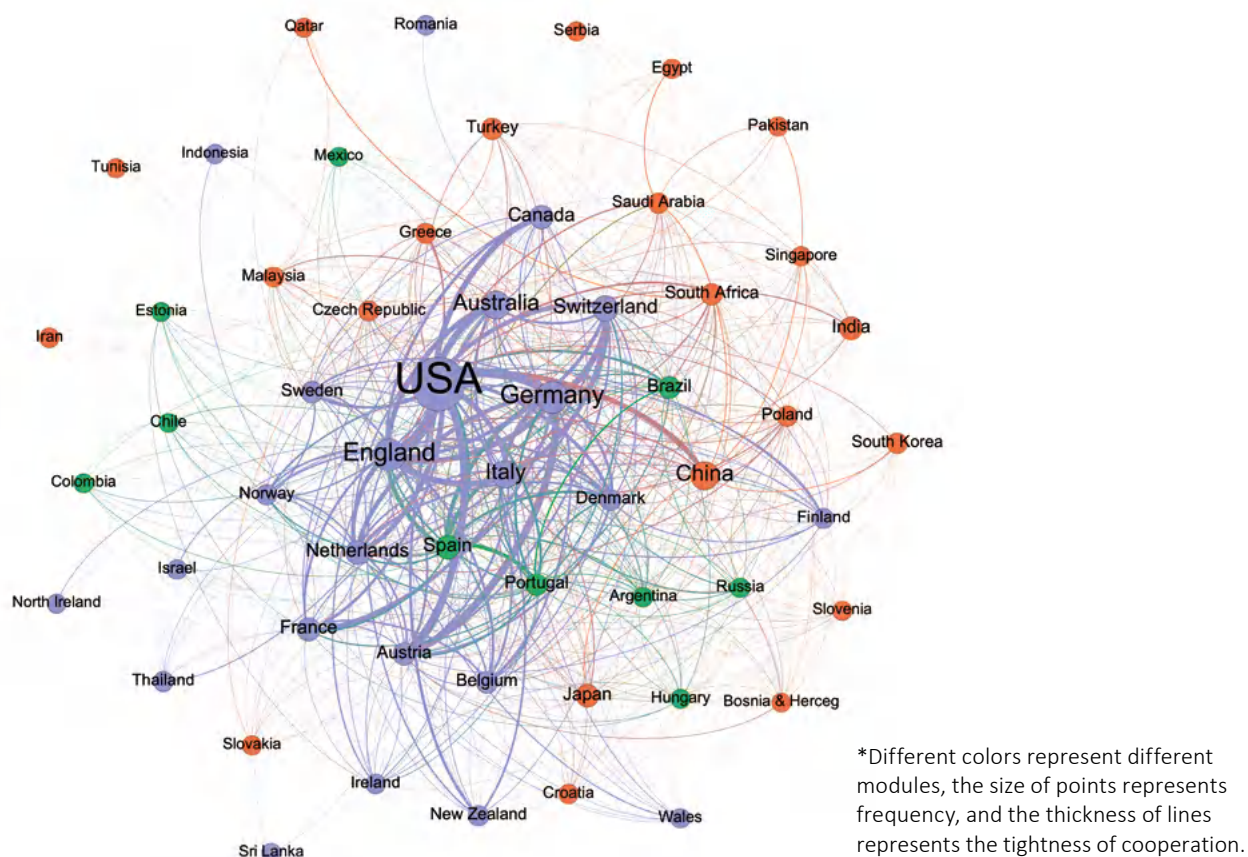 Qatar
Romania
Serbia
Egypt
Turkey
Pakistan
Indonesia
Mexico
Tunisia
Saudi Arabia
Canada
Greece
Singapore
Malaysia
South Africa
Australia
Switzerland
Czech Republic
Estonia
India
Iran
USA
Germany
Brazil
Sweden
Poland
Chile
South Korea
England
Italy
China
Colombia
Norway
Denmark
Finland
Netherlands
Spain
Israel
Portugal
Argentina
Russia
North Ireland
Slovenia
France
Austria
Thailand
Belgium
Japan
Hungary
Bosnia & Herceg
Slovakia
Ireland
Croatia
New Zealand
Wales
Sri Lanka
*Different colors represent different
modules, the size of points represents
frequency, and the thickness of lines
represents the tightness of cooperation.